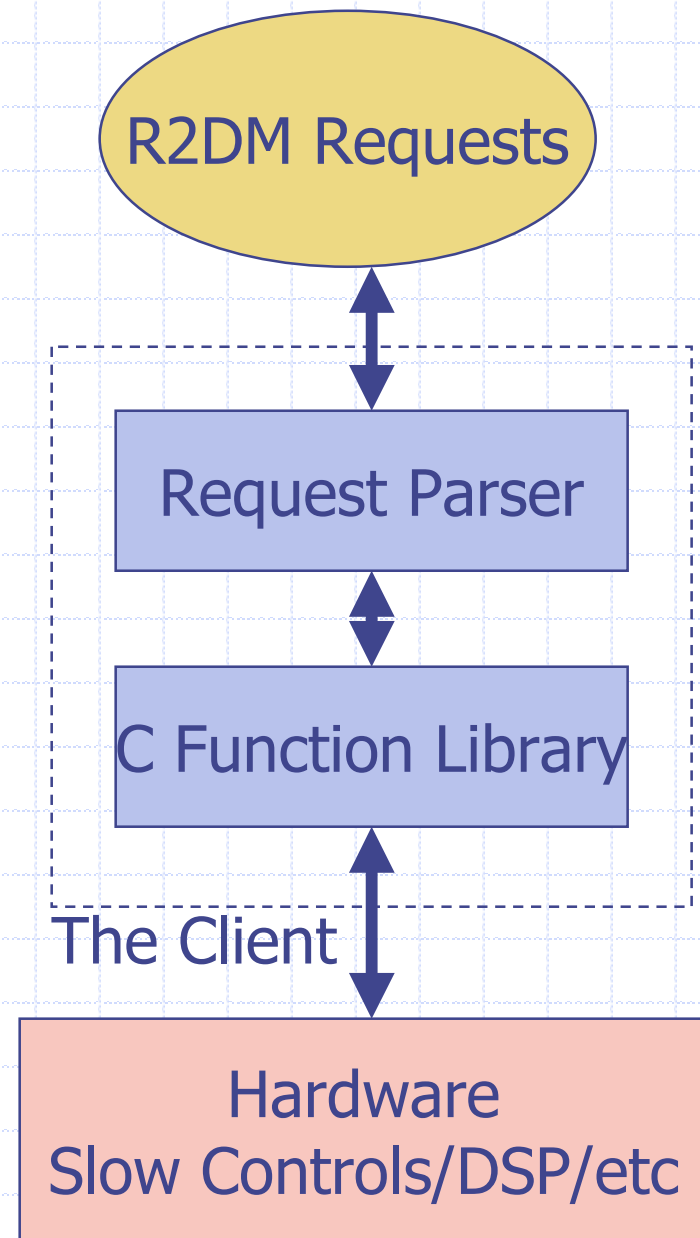 R2DM Requests
Request Parser
C Function Library
The Client
Hardware
Slow Controls/DSP/etc